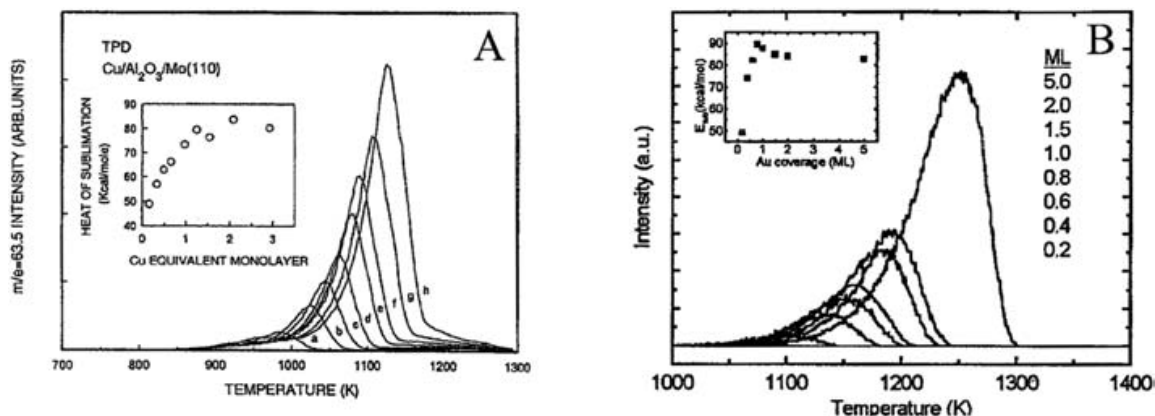 A
TPD
Cu/Al2O3/Mo(110)
m/e=63.5 INTENSITY (ARB.UNITS)
HEAT OF SUBLIMATION
(Kcal/mole)
90
80
70
60
50
40
0 1 2 3
Cu EQUIVALENT MONOLAYER
a b c d e f g h
700 800 900 1000 1100 1200 1300
TEMPERATURE (K)
B
Intensity (a.u.)
(kcal/mol)
90
80
70
60
50
0 1 2 3 4 5
Au coverage (ML)
ML
5.0
2.0
1.5
1.0
0.8
0.6
0.4
0.2
1000 1100 1200 1300 1400
Temperature (K)